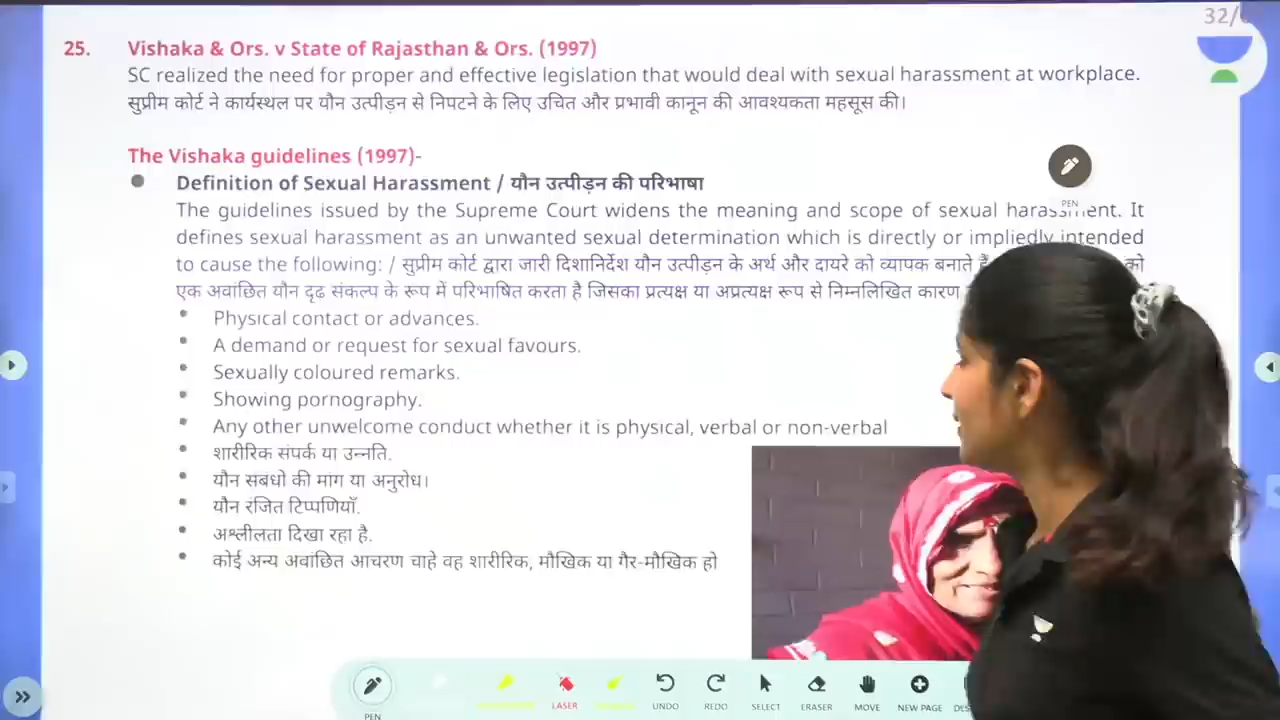 32/
25. Vishaka & Ors. v State of Rajasthan & Ors. (1997)
SC realized the need for proper and effective legislation that would deal with sexual harassment at workplace.
सुप्रीम कोर्ट ने कार्यस्थल पर यौन उत्पीड़न से निपटने के लिए उचित और प्रभावी कानून की आवश्यकता महसूस की।
The Vishaka guidelines (1997)-
Definition of Sexual Harassment / यौन उत्पीड़न की परिभाषा
The guidelines issued by the Supreme Court widens the meaning and scope of sexual harassment. It
defines sexual harassment as an unwanted sexual determination which is directly or impliedly intended
to cause the following: / सुप्रीम कोर्ट द्वारा जारी दिशानिर्देश यौन उत्पीड़न के अर्थ और दायरे को व्यापक बनाते को
एक अवांछित यौन दृढ संकल्प के रूप में परिभाषित करता है जिसका प्रत्यक्ष या अप्रत्यक्ष रूप से निम्नलिखित कारण
Physical contact or advances.
A demand or request for sexual favours.
Sexually coloured remarks.
Showing pornography.
Any other unwelcome conduct whether it is physical, verbal or non-verbal
शारीरिक संपर्क या उन्नति.
यौन संबंधो की मांग या अनुरोध।
यौन रंजित टिप्पणियाँ.
अश्लीलता दिखा रहा है.
कोई अन्य अवांछित आचरण चाहे वह शारीरिक, मौखिक या गैर-मौखिक हो
PEN
PEN LASER UNDO REDO SELECT ERASER MOVE NEW PAGE